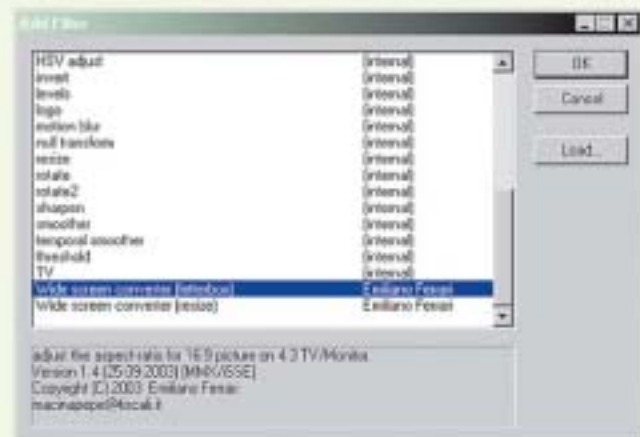 Add Filter
HSV adjust (internal)
invert (internal)
levels (internal)
logo (internal)
motion blur (internal)
null transform (internal)
resize (internal)
rotate (internal)
rotate2 (internal)
sharpen (internal)
smoother (internal)
temporal smoother (internal)
threshold (internal)
TV (internal)
Wide screen converter (letterbox) Emiliano Ferrari
Wide screen converter (resize) Emiliano Ferrari
OK
Cancel
Load...
adjust the aspect-ratio for 16:9 picture on 4:3 TV/Monitor.
Version 1.4 (25.09.2003) (MMX/iSSE)
Copyright (C) 2003 Emiliano Ferrari